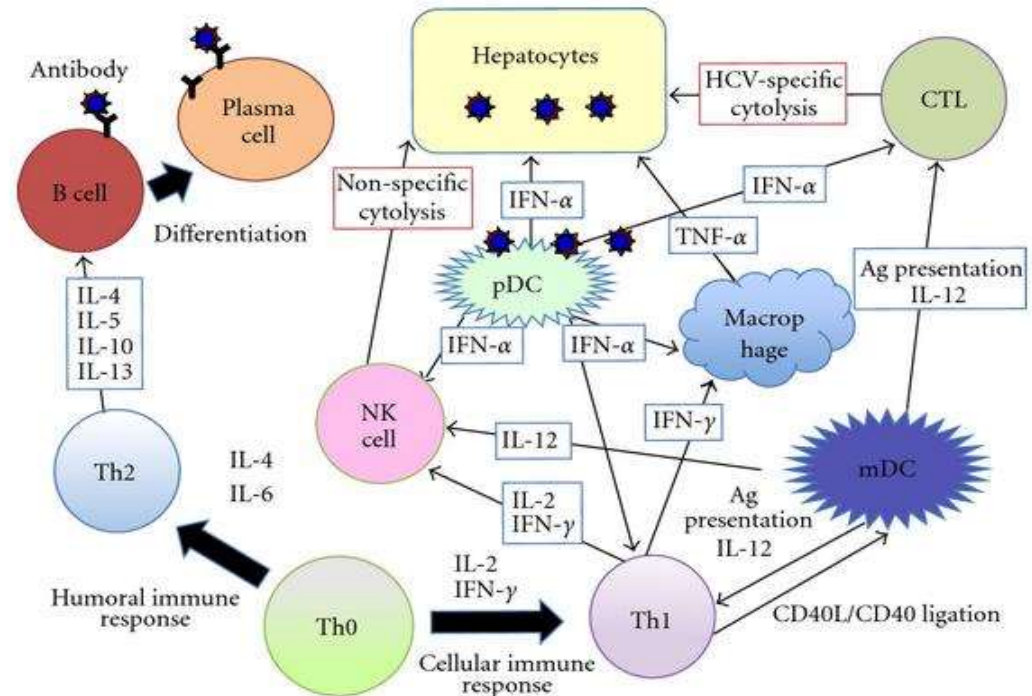 Antibody
Plasma
cell
B cell
Differentiation
Hepatocytes
HCV-specific
cytolysis
CTL
Non-specific
cytolysis
IFN-α
IFN-α
TNF-α
pDC
Ag presentation
IL-12
IL-4
IL-5
IL-10
IL-13
IFN-α
IFN-α
Macrop
hage
NK
cell
IFN-γ
IL-12
mDC
Th2
IL-4
IL-6
IL-2
IFN-γ
Ag
presentation
IL-12
Humoral immune
response
Th0
IL-2
IFN-γ
Cellular immune
response
Th1
CD40L/CD40 ligation